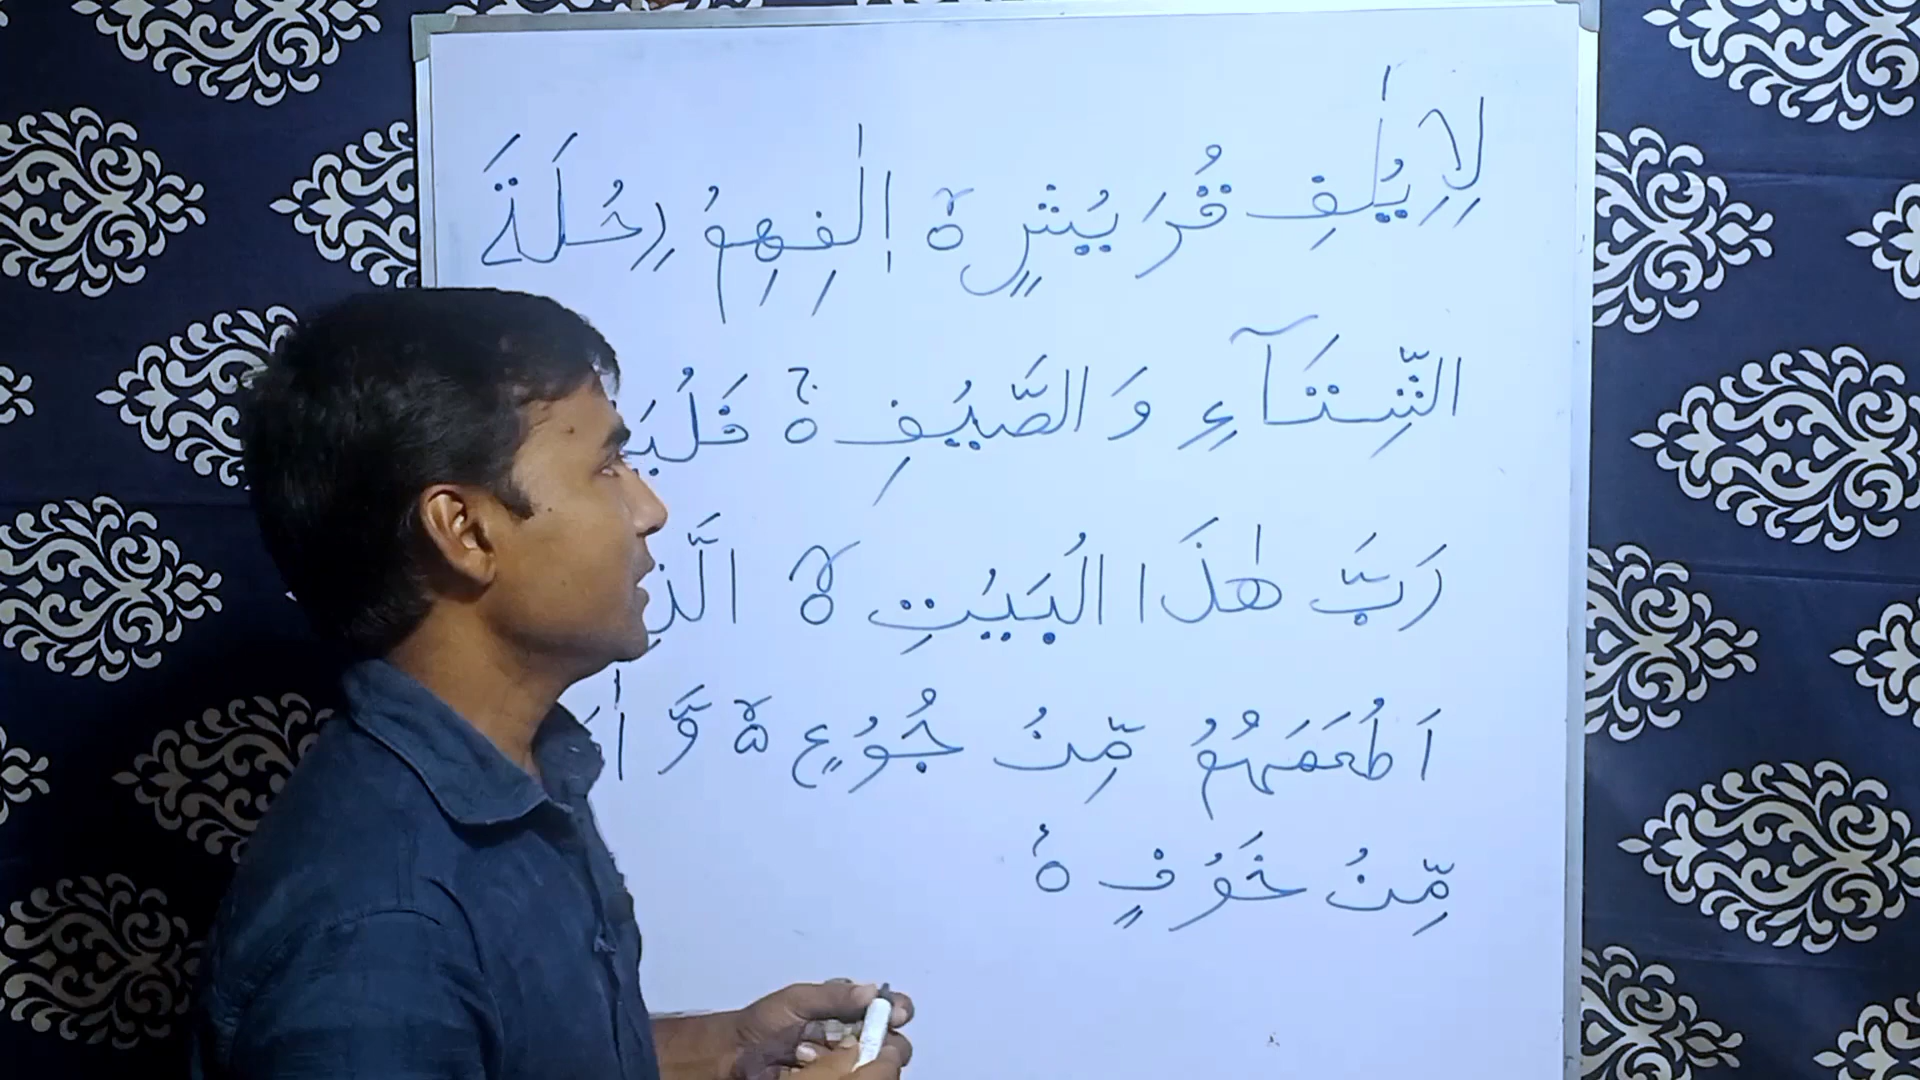 لِاِیْلٰفِ قُرَیْشٍ ۙ اٖلٰفِهِمْ رِحْلَةَ
الشِّتَآءِ وَ الصَّیْفِ ۚ
رَبَّ هٰذَا الْبَیْتِ ۙ
اَطْعَمَهُمْ مِّنْ جُوْعٍ ۙ وَّ
مِّنْ خَوْفٍ